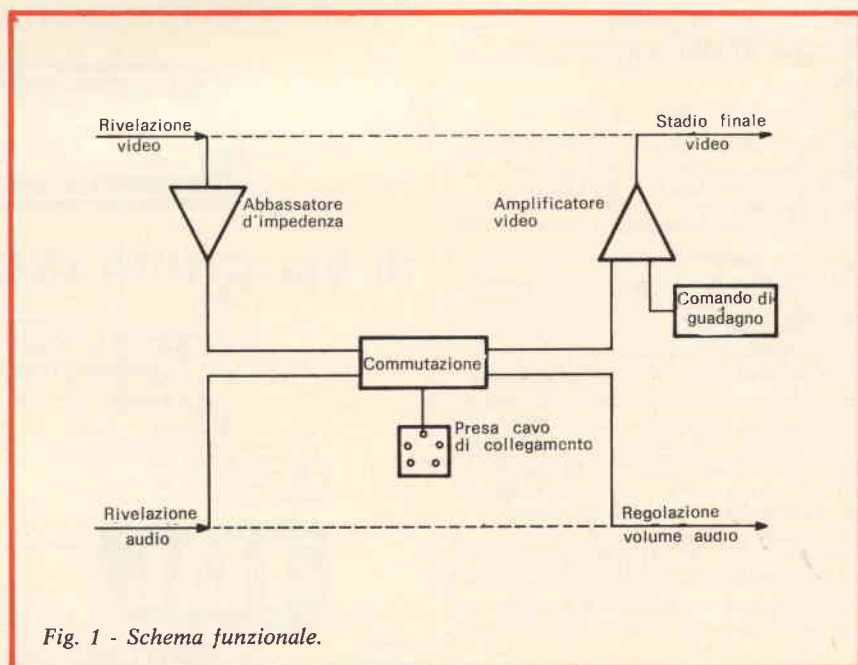 Rivelazione
video
Stadio finale
video
Abbassatore
d'impedenza
Amplificatore
video
Comando di
guadagno
Commutazione
Presa cavo
di collegamento
Rivelazione
audio
Regolazione
volume audio
Fig. 1 - Schema funzionale.